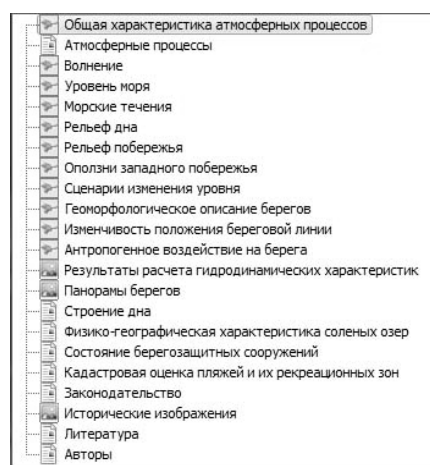 Общая характеристика атмосферных процессов
Атмосферные процессы
Волнение
Уровень моря
Морские течения
Рельеф дна
Рельеф побережья
Оползни западного побережья
Сценарии изменения уровня
Геоморфологическое описание берегов
Изменчивость положения береговой линии
Антропогенное воздействие на берега
Результаты расчета гидродинамических характеристик
Панорамы берегов
Строение дна
Физико-географическая характеристика соленых озер
Состояние берегозащитных сооружений
Кадастровая оценка пляжей и их рекреационных зон
Законодательство
Исторические изображения
Литература
Авторы